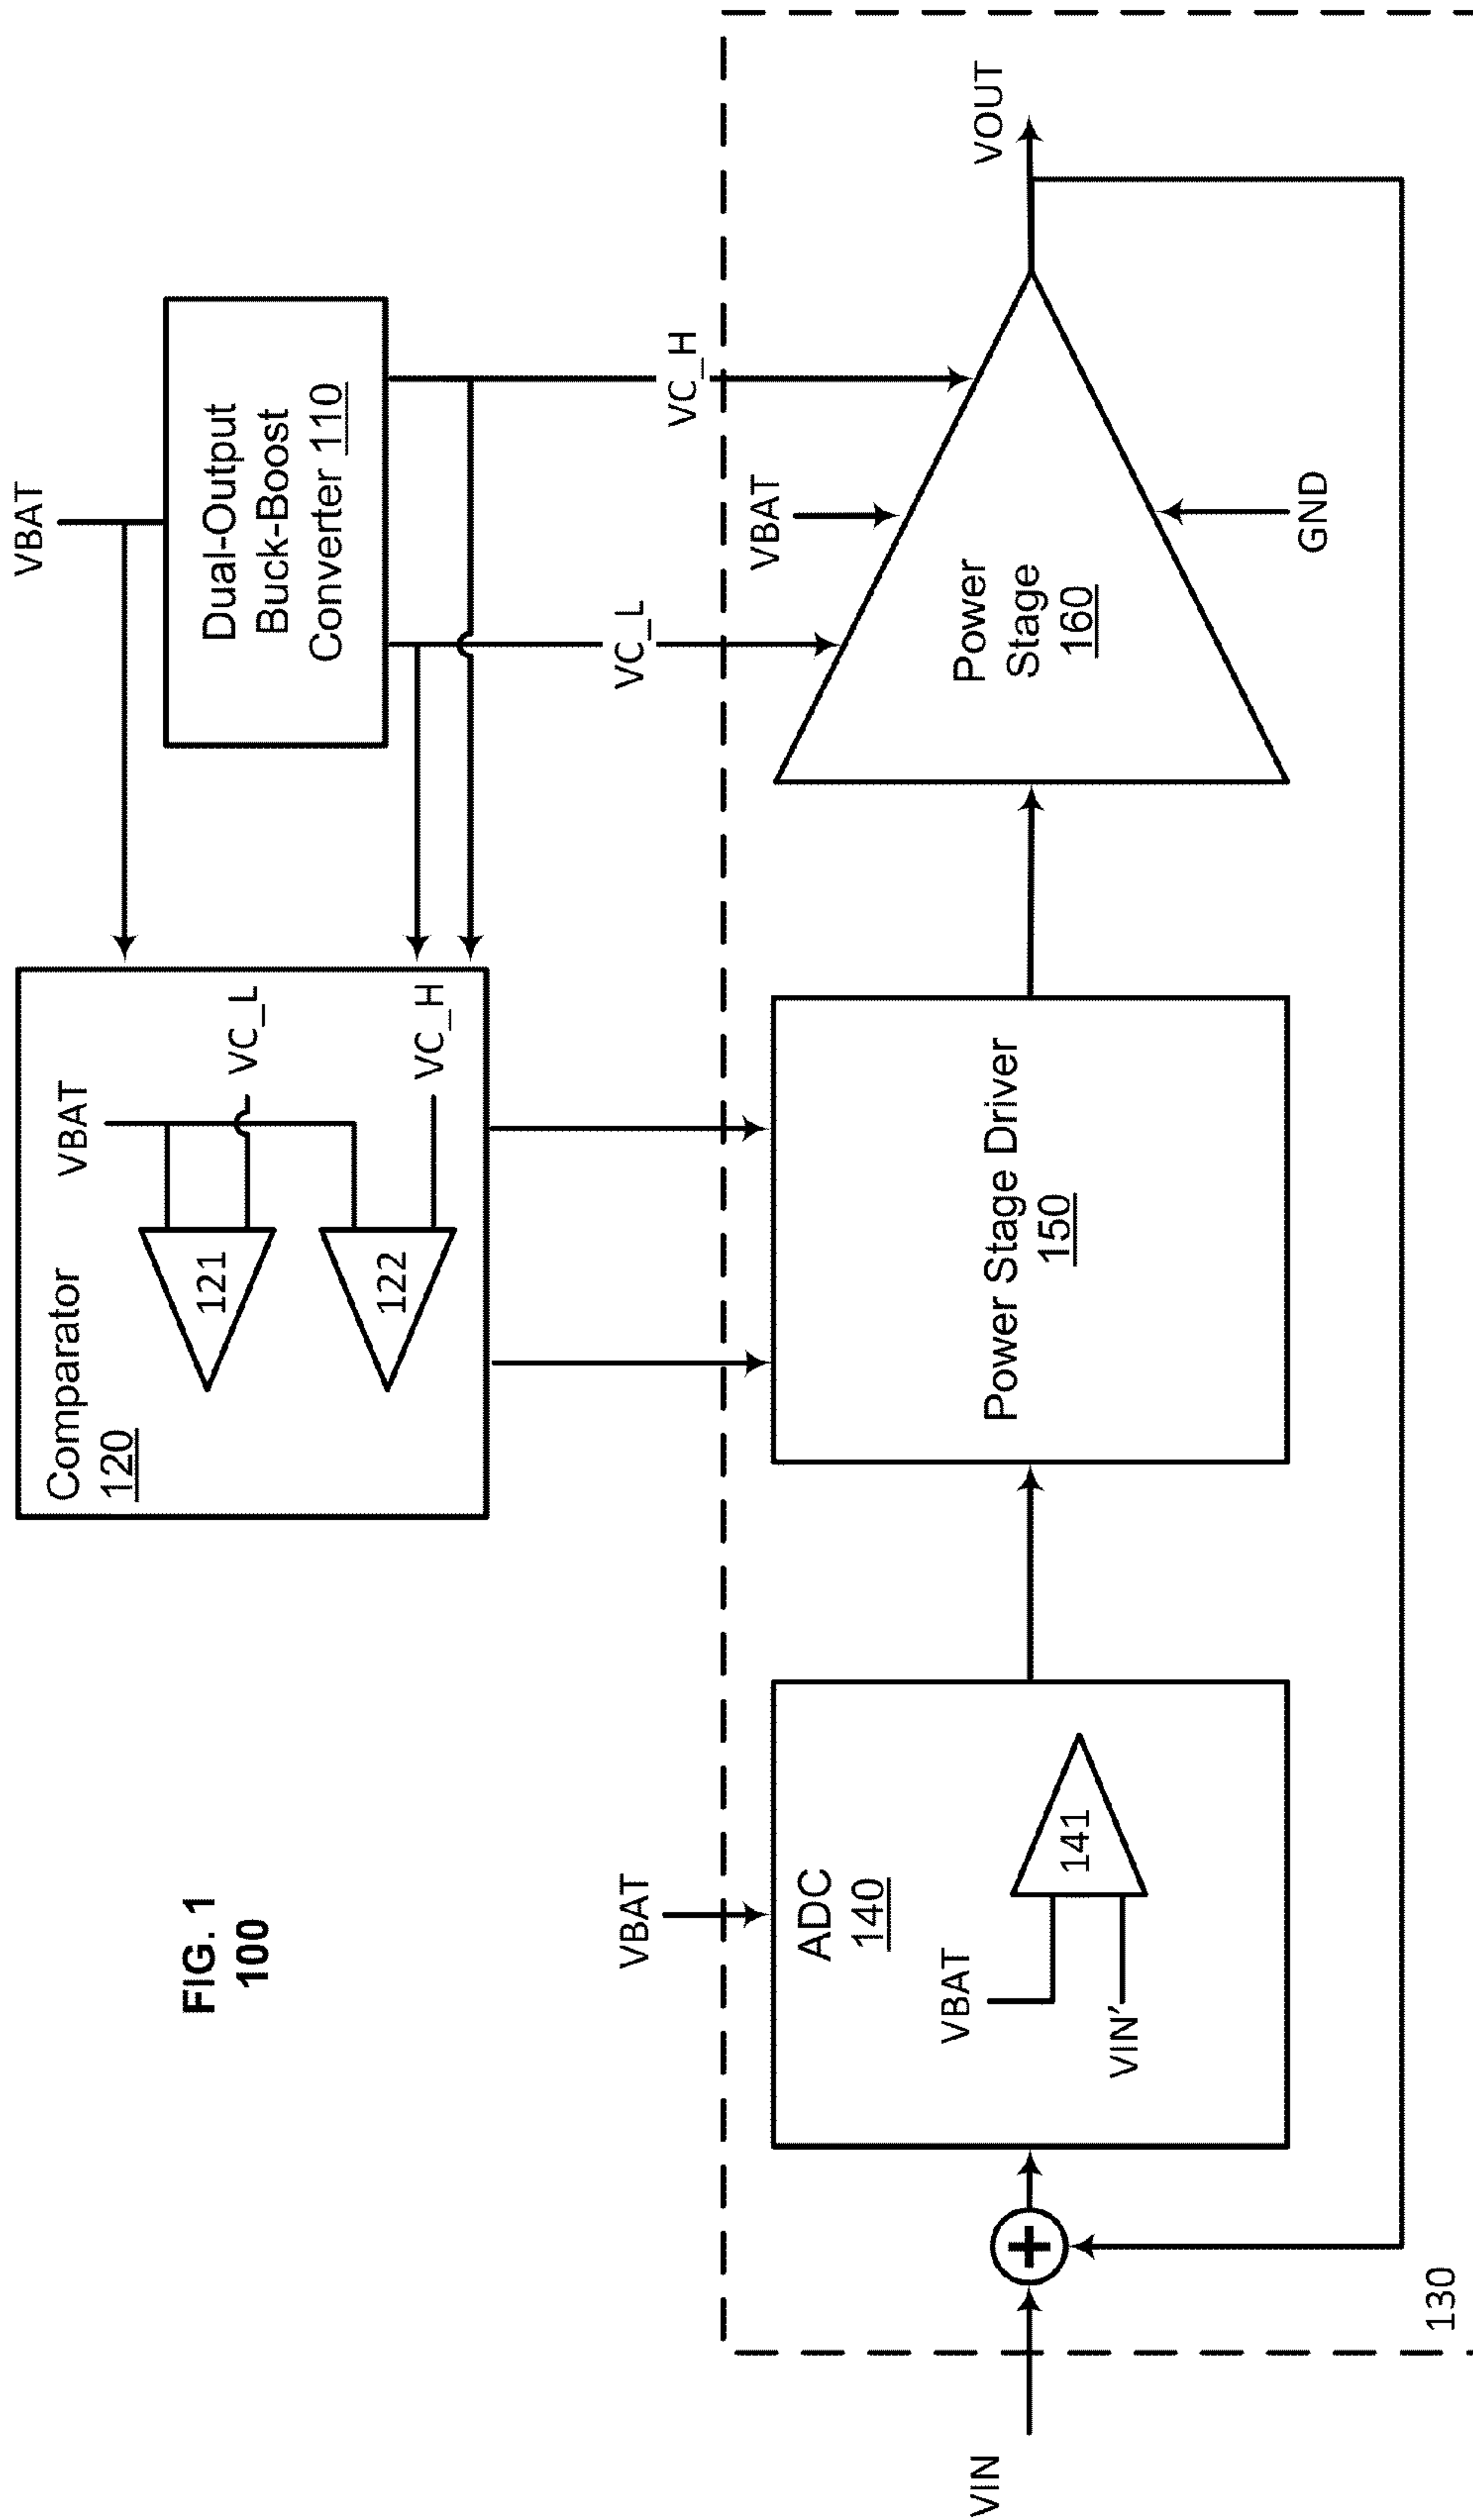 FIG. 1
100
Comparator
120
VBAT
VC_L
VC_H
121
122
VBAT
Dual-Output
Buck-Boost
Converter 110
VC_L
VC_H
VIN
VBAT
ADC
140
VBAT
VIN'
141
Power Stage Driver
150
Power
Stage
160
VBAT
GND
VOUT
130